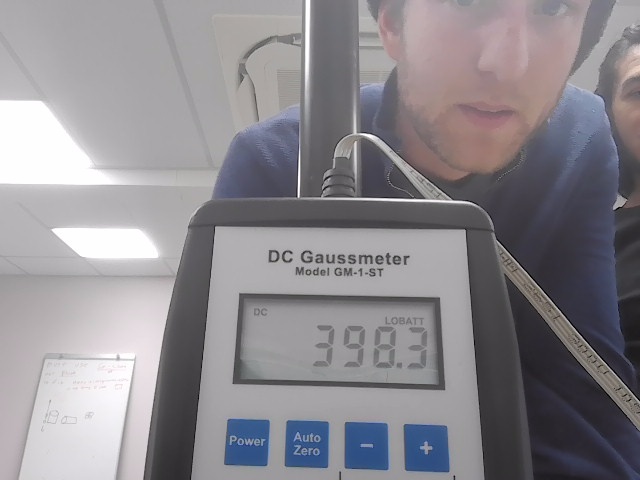 DC Gaussmeter
Model GM-1-ST
DC
LOBATT
398.3
Power
Auto
Zero
−
+